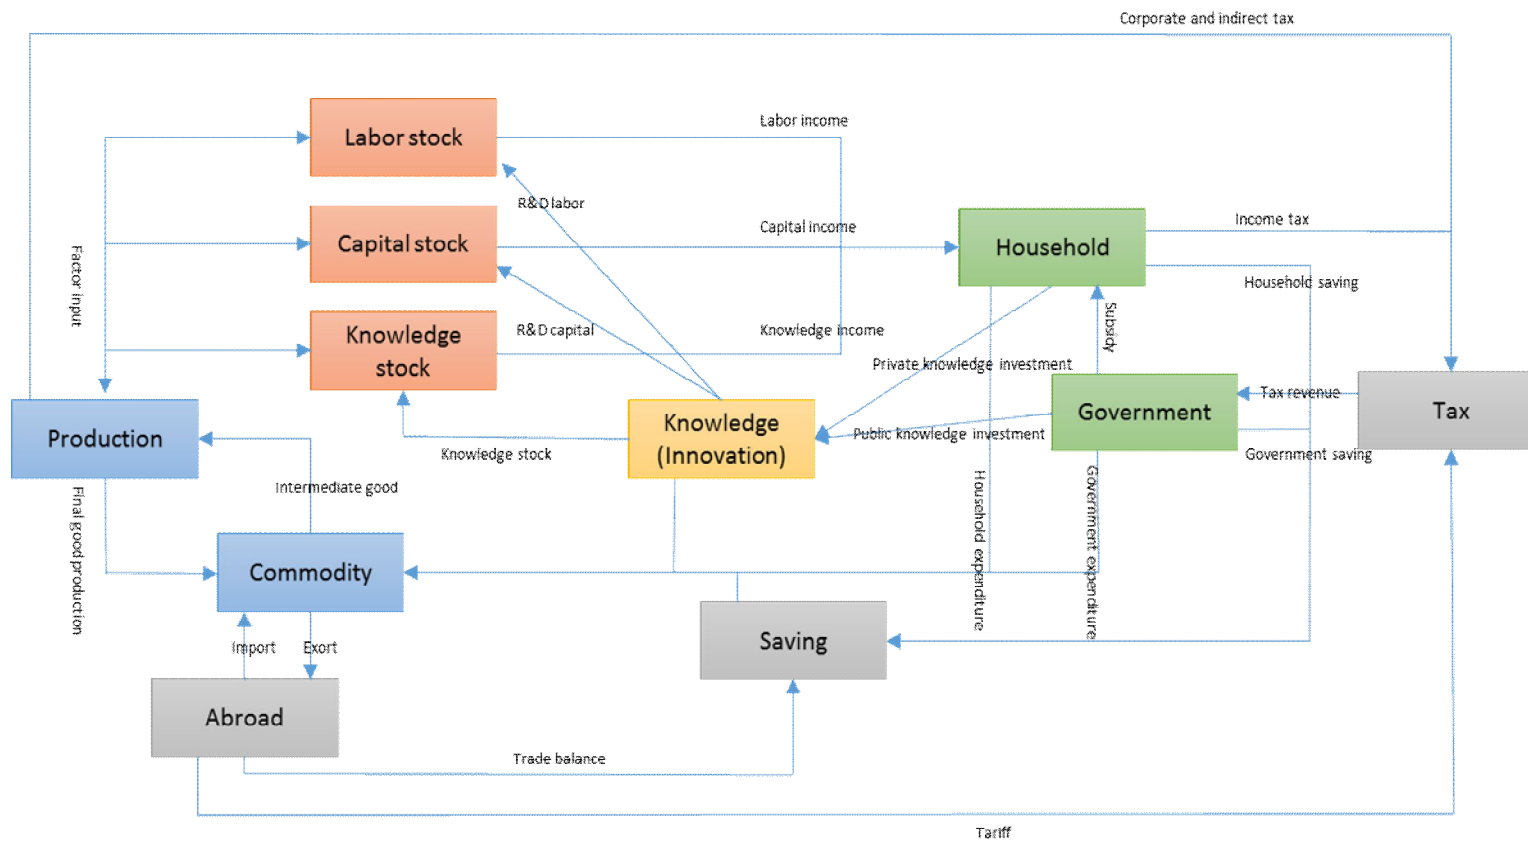 Corporate and indirect tax
Labor stock
Labor income
R&D labor
Capital stock
Capital income
Household
Income tax
Factor input
Household saving
Knowledge
stock
R&D capital
Knowledge income
Subsidy
Private knowledge investment
Production
Knowledge
(Innovation)
Government
Tax revenue
Tax
Public knowledge investment
Knowledge stock
Government saving
Intermediate good
Final good production
Household expenditure
Government expenditure
Commodity
Import
Exort
Saving
Abroad
Trade balance
Tariff